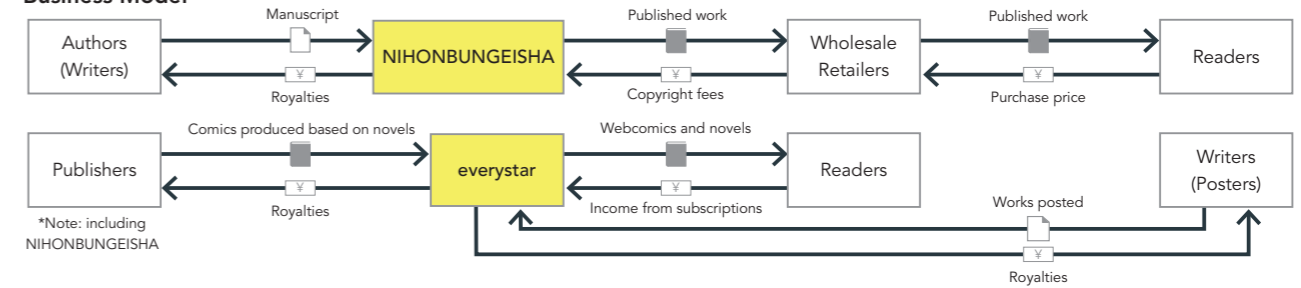 Business Model
Manuscript
Published work
Published work
Authors
(Writers)
NIHONBUNGEISHA
Wholesale
Retailers
Readers
¥
¥
¥
Royalties
Copyright fees
Purchase price
Comics produced based on novels
Webcomics and novels
Publishers
everystar
Readers
Writers
(Posters)
¥
¥
Royalties
Income from subscriptions
Works posted
*Note: including
NIHONBUNGEISHA
¥
Royalties